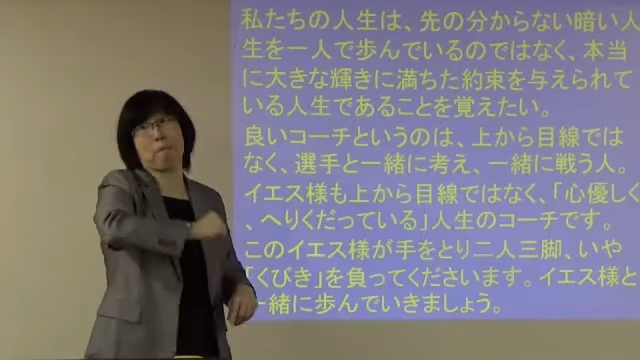 私たちの人生は、先の分からない暗い人
生を一人で歩んでいるのではなく、本当
に大きな輝きに満ちた約束を与えられて
いる人生であることを覚えたい。
良いコーチというのは、上から目線では
なく、選手と一緒に考え、一緒に戦う人。
イエス様も上から目線ではなく、「心優しく
、へりくだっている」人生のコーチです。
このイエス様が手をとり二人三脚、いや
「くびき」を負ってくださいます。イエス様と
一緒に歩んでいきましょう。